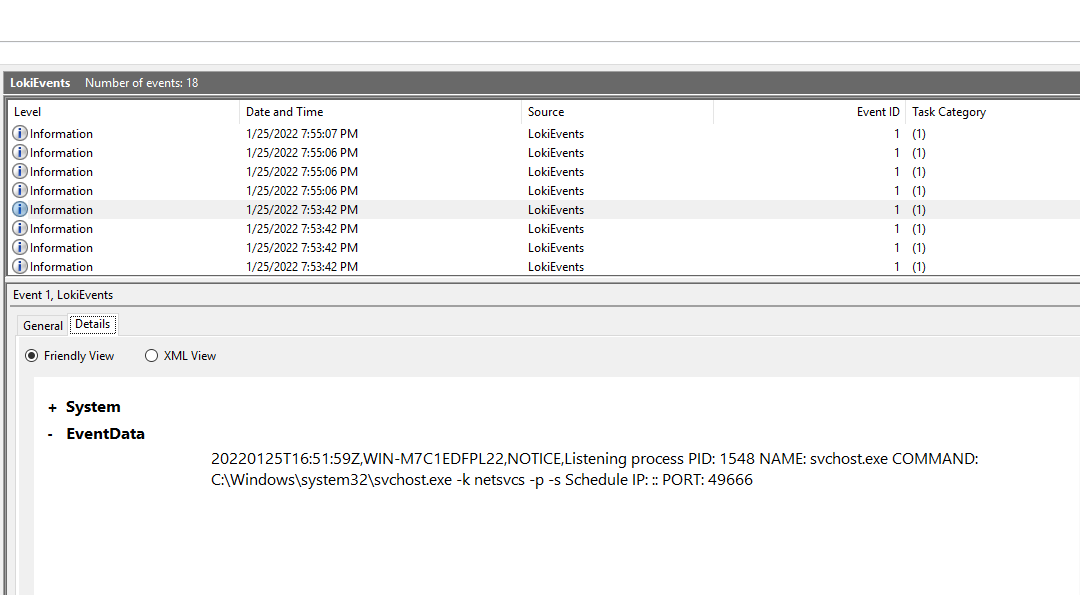 LokiEvents Number of events: 18
Level Date and Time Source Event ID Task Category
Information 1/25/2022 7:55:07 PM LokiEvents 1 (1)
Information 1/25/2022 7:55:06 PM LokiEvents 1 (1)
Information 1/25/2022 7:55:06 PM LokiEvents 1 (1)
Information 1/25/2022 7:55:06 PM LokiEvents 1 (1)
Information 1/25/2022 7:53:42 PM LokiEvents 1 (1)
Information 1/25/2022 7:53:42 PM LokiEvents 1 (1)
Information 1/25/2022 7:53:42 PM LokiEvents 1 (1)
Information 1/25/2022 7:53:42 PM LokiEvents 1 (1)
Event 1, LokiEvents
General Details
Friendly View XML View
+ System
- EventData
20220125T16:51:59Z,WIN-M7C1EDFPL22,NOTICE,Listening process PID: 1548 NAME: svchost.exe COMMAND:
C:\Windows\system32\svchost.exe -k netsvcs -p -s Schedule IP: :: PORT: 49666